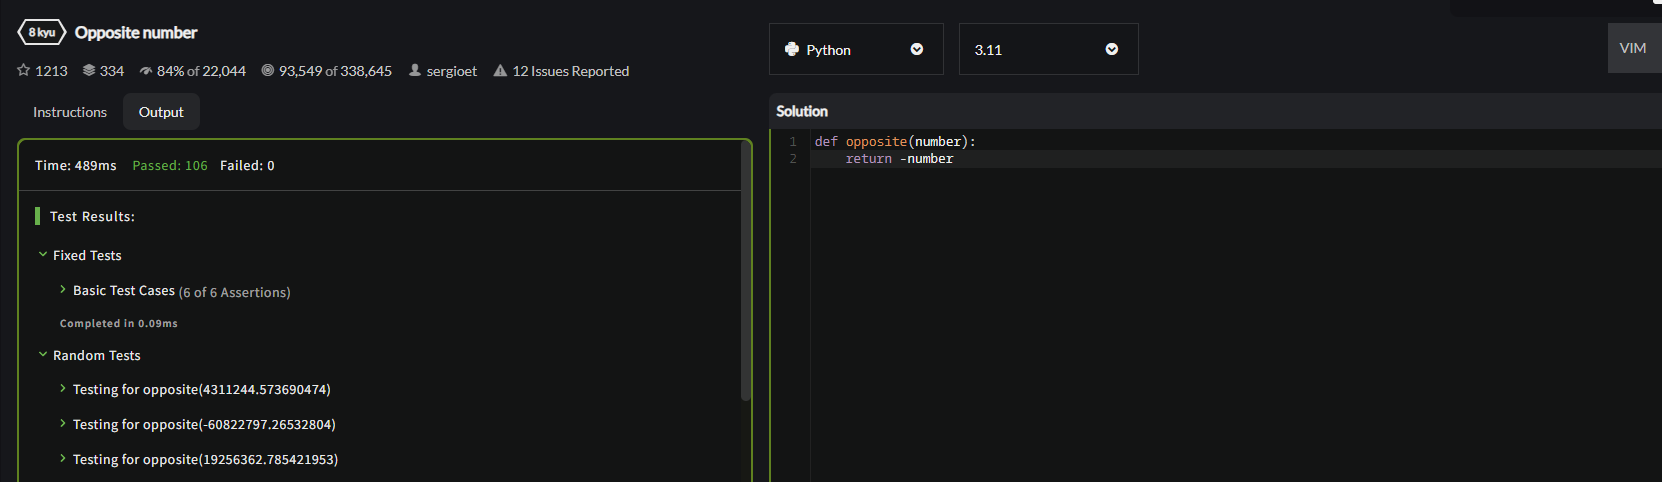 8 kyu Opposite number
1213 334 84% of 22,044 93,549 of 338,645 sergioet 12 Issues Reported
Instructions Output
Time: 489ms Passed: 106 Failed: 0
Test Results:
Fixed Tests
Basic Test Cases (6 of 6 Assertions)
Completed in 0.09ms
Random Tests
Testing for opposite(4311244.573690474)
Testing for opposite(-60822797.26532804)
Testing for opposite(19256362.785421953)
Python 3.11 VIM
Solution
1 def opposite(number):
2     return -number